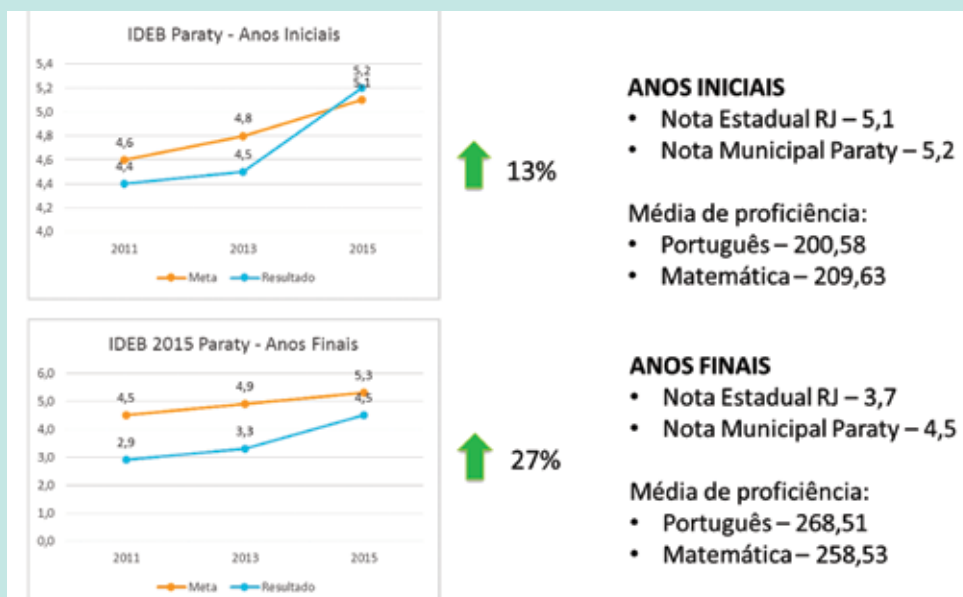 IDEB Paraty - Anos Iniciais
5,4
5,2
5,0
4,8
4,6
4,4
4,2
4,0
4,6
4,8
5,1
4,4
4,5
5,2
2011 2013 2015
Meta Resultado
13%
ANOS INICIAIS
• Nota Estadual RJ – 5,1
• Nota Municipal Paraty – 5,2
Média de proficiência:
• Português – 200,58
• Matemática – 209,63
IDEB 2015 Paraty - Anos Finais
6,0
5,0
4,0
3,0
2,0
1,0
0,0
4,5
4,9
5,3
2,9
3,3
4,5
2011 2013 2015
Meta Resultado
27%
ANOS FINAIS
• Nota Estadual RJ – 3,7
• Nota Municipal Paraty – 4,5
Média de proficiência:
• Português – 268,51
• Matemática – 258,53